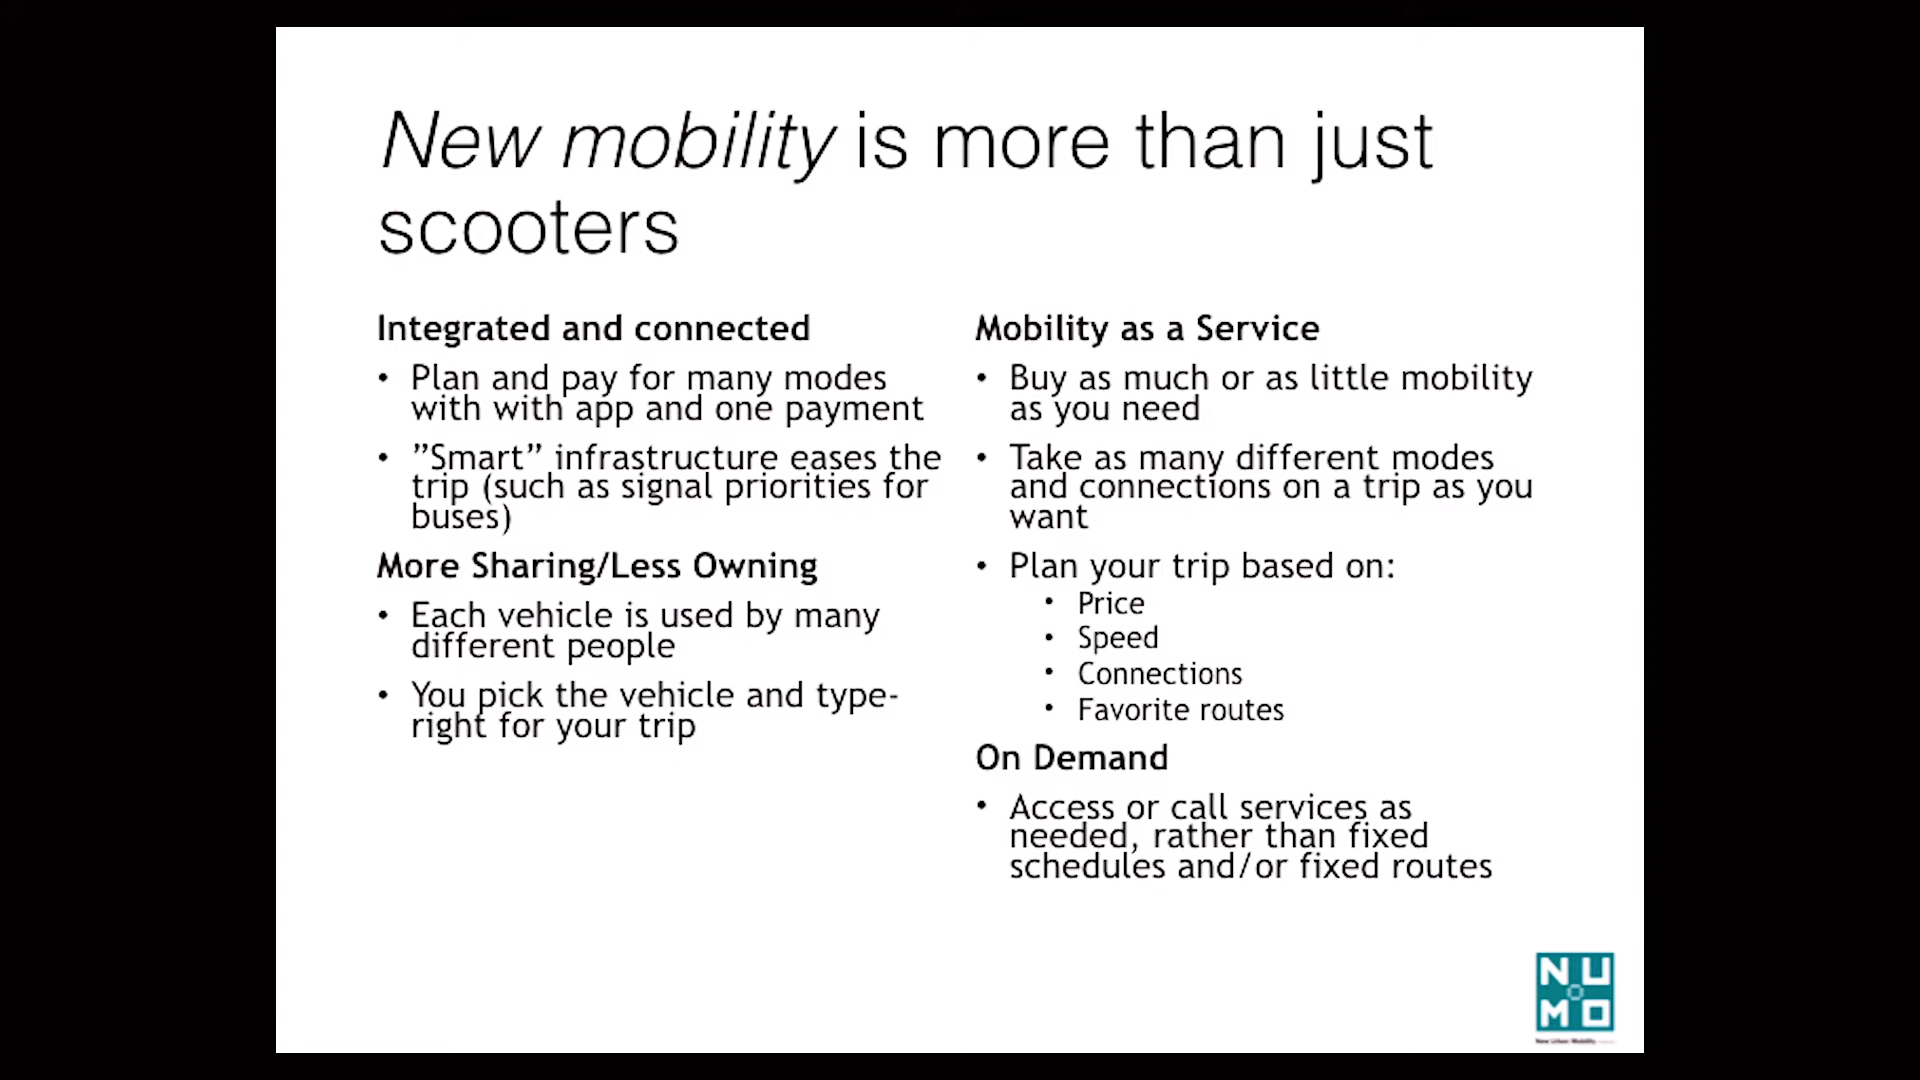 New mobility is more than just
scooters
Integrated and connected
• Plan and pay for many modes
with with app and one payment
• ”Smart” infrastructure eases the
trip (such as signal priorities for
buses)
More Sharing/Less Owning
• Each vehicle is used by many
different people
• You pick the vehicle and type-
right for your trip
Mobility as a Service
• Buy as much or as little mobility
as you need
• Take as many different modes
and connections on a trip as you
want
• Plan your trip based on:
• Price
• Speed
• Connections
• Favorite routes
On Demand
• Access or call services as
needed, rather than fixed
schedules and/or fixed routes
NU
MO
New Urban Mobility